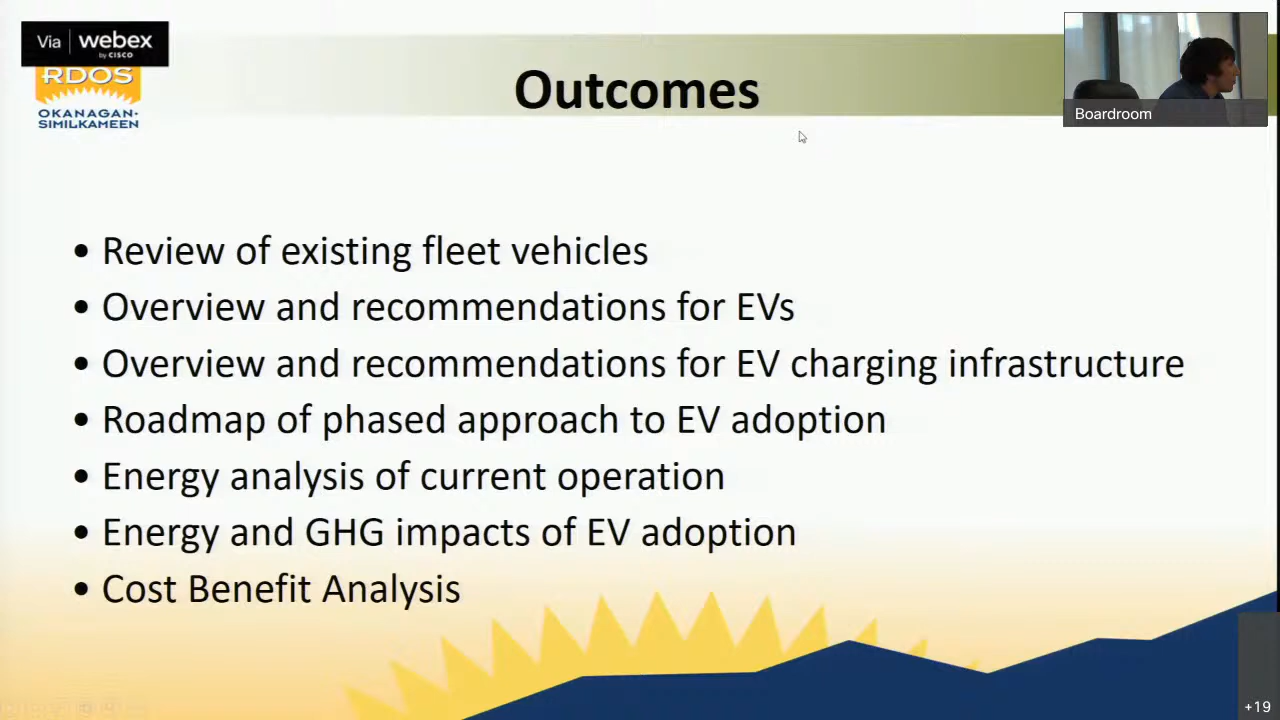 Via webex
by CISCO
RDOS
OKANAGAN-
SIMILKAMEEN
Outcomes
Boardroom
• Review of existing fleet vehicles
• Overview and recommendations for EVs
• Overview and recommendations for EV charging infrastructure
• Roadmap of phased approach to EV adoption
• Energy analysis of current operation
• Energy and GHG impacts of EV adoption
• Cost Benefit Analysis
+19